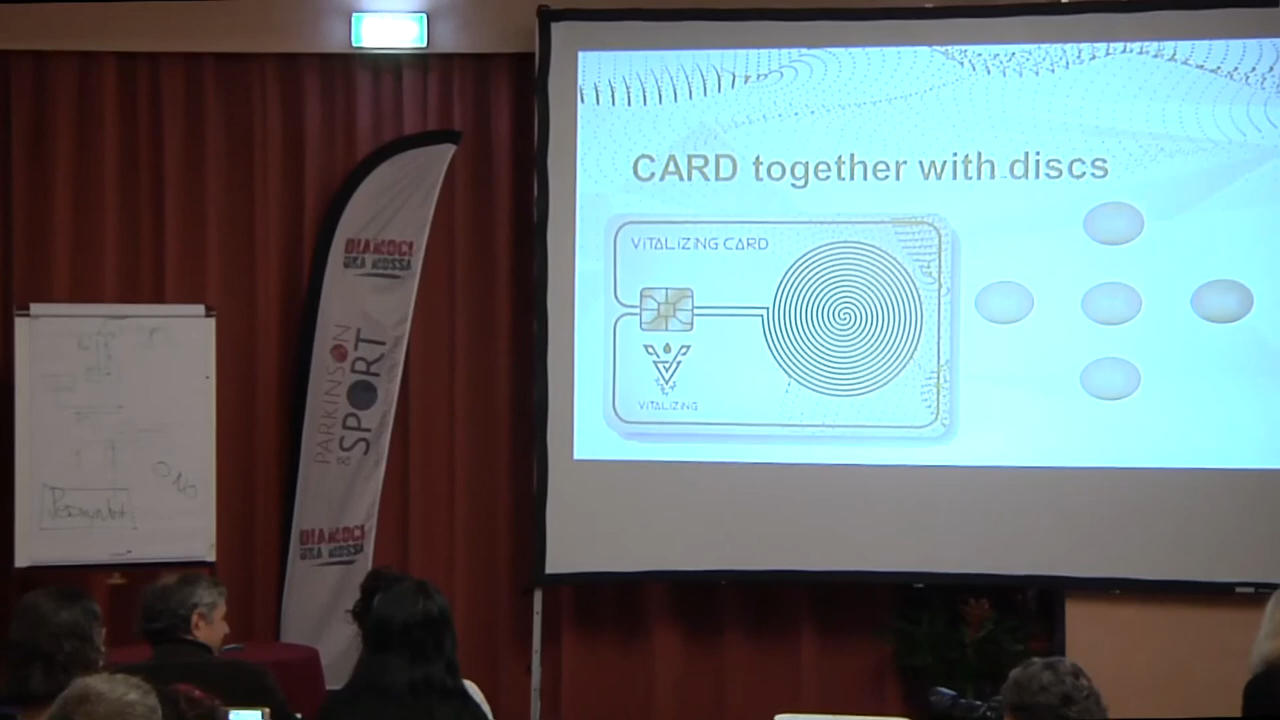 CARD together with discs
VITALIZING CARD
VITALIZING
DIAMOCI
UNA MOSSA
PARKINSON
& SPORT
DIAMOCI
UNA MOSSA